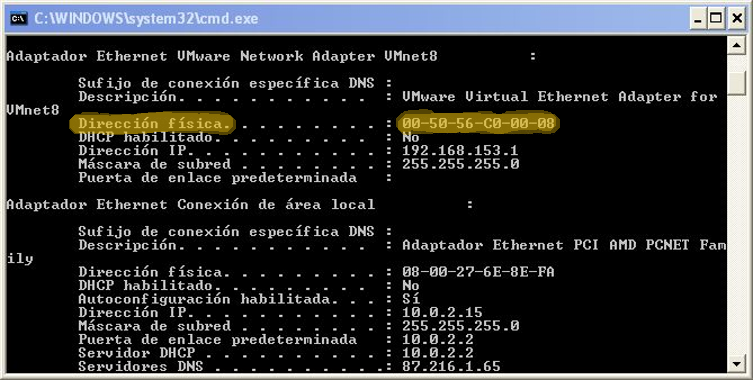 C:\WINDOWS\system32\cmd.exe
Adaptador Ethernet VMware Network Adapter VMnet8 :
Sufijo de conexión específica DNS :
Descripción. . . . . . . . . . . : VMware Virtual Ethernet Adapter for
VMnet8
Dirección física. . . . . . . . . : 00-50-56-C0-00-08
DHCP habilitado. . . . . . . . . : No
Dirección IP. . . . . . . . . . . : 192.168.153.1
Máscara de subred . . . . . . . . : 255.255.255.0
Puerta de enlace predeterminada :
Adaptador Ethernet Conexión de área local :
Sufijo de conexión específica DNS :
Descripción. . . . . . . . . . . : Adaptador Ethernet PCI AMD PCNET Fam
ily
Dirección física. . . . . . . . . : 08-00-27-6E-8E-FA
DHCP habilitado. . . . . . . . . : No
Autoconfiguración habilitada. . . : Sí
Dirección IP. . . . . . . . . . . : 10.0.2.15
Máscara de subred . . . . . . . . : 255.255.255.0
Puerta de enlace predeterminada : 10.0.2.2
Servidor DHCP . . . . . . . . . . : 10.0.2.2
Servidores DNS . . . . . . . . . .: 87.216.1.65